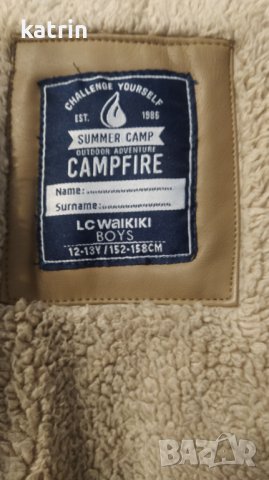 katrin
CHALLENGE YOURSELF
EST. 1986
SUMMER CAMP
OUTDOOR ADVENTURE
CAMPFIRE
Name:
Surname:
LC WAIKIKI
BOYS
12-13Y/152-158CM
BAZAR